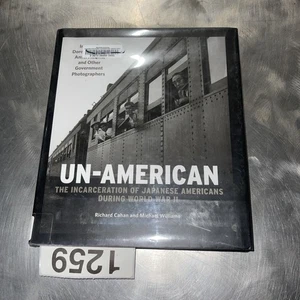 and Other
Government
Photographers
UN-AMERICAN
THE INCARCERATION OF JAPANESE AMERICANS
DURING WORLD WAR II
Richard Cahan and Michael Williams
1259